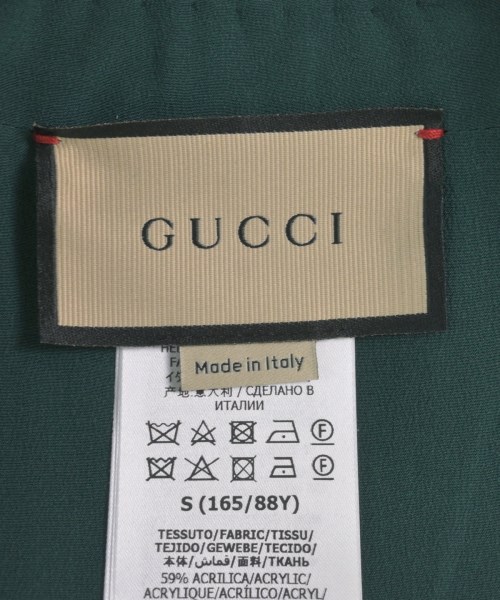 GUCCI
Made in Italy
产地:意大利 / СДЕЛАНО В
ИТАЛИИ
F
F
S (165/88Y)
TESSUTO/FABRIC/TISSU/
TEJIDO/GEWEBE/TECIDO/
本体/قماش/面料/ТКАНЬ
59% ACRILICA/ACRYLIC/
ACRYLIQUE/ACRÍLICO/ACRYL/